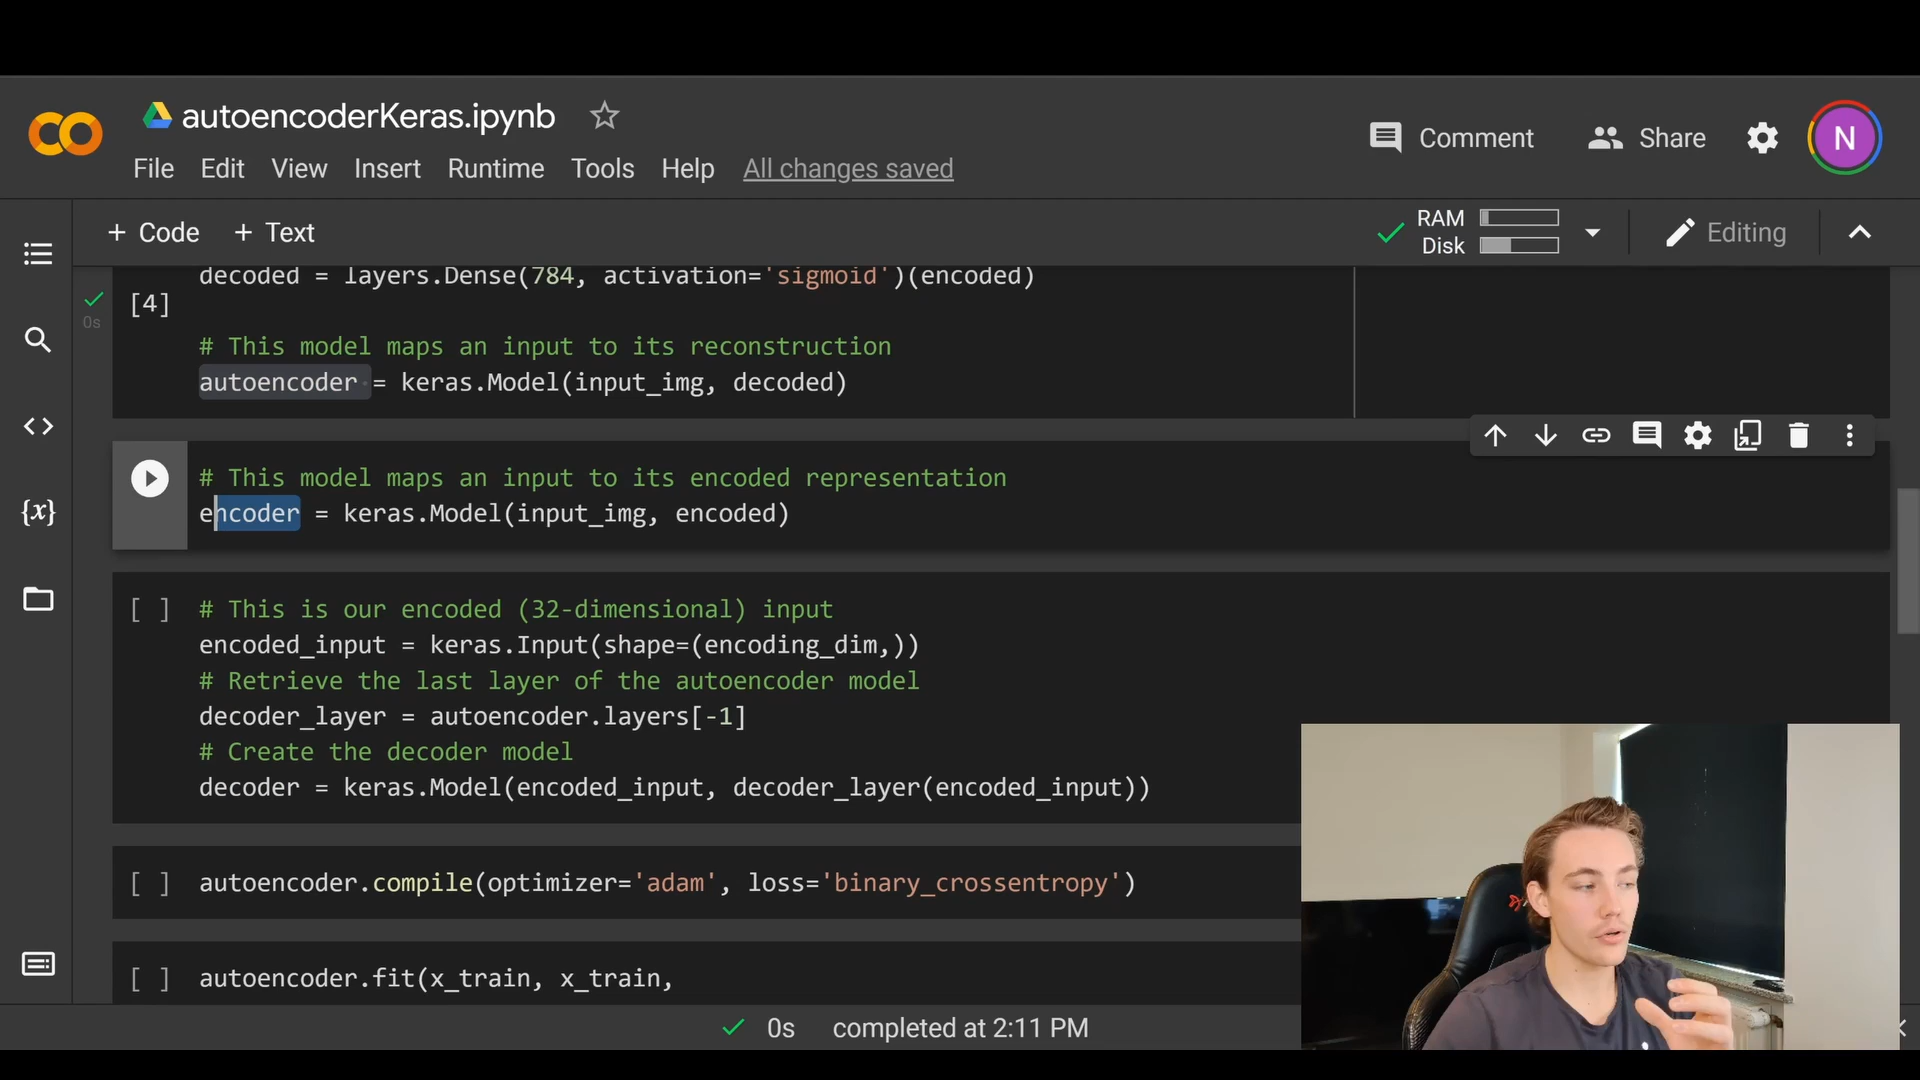 autoencoderKeras.ipynb
Comment
Share
N
File Edit View Insert Runtime Tools Help All changes saved
+ Code + Text
RAM
Disk
Editing
decoded = layers.Dense(784, activation='sigmoid')(encoded)
[4]
0s
# This model maps an input to its reconstruction
autoencoder = keras.Model(input_img, decoded)
# This model maps an input to its encoded representation
encoder = keras.Model(input_img, encoded)
[ ] # This is our encoded (32-dimensional) input
encoded_input = keras.Input(shape=(encoding_dim,))
# Retrieve the last layer of the autoencoder model
decoder_layer = autoencoder.layers[-1]
# Create the decoder model
decoder = keras.Model(encoded_input, decoder_layer(encoded_input))
[ ] autoencoder.compile(optimizer='adam', loss='binary_crossentropy')
[ ] autoencoder.fit(x_train, x_train,
0s completed at 2:11 PM